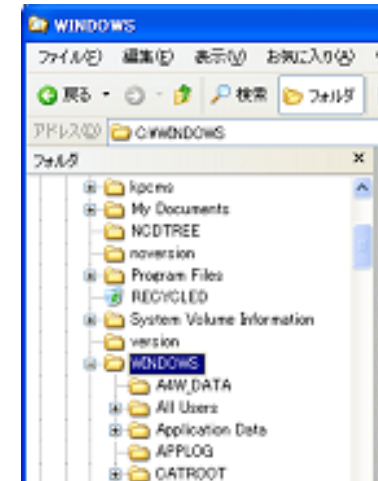 WINDOWS
ファイル(F) 編集(E) 表示(V) お気に入り(A)
戻る 検索 フォルダ
アドレス(D) C:¥WINDOWS
フォルダ ×
kpcms
My Documents
NCDTREE
noversion
Program Files
RECYCLED
System Volume Information
version
WINDOWS
A4W_DATA
All Users
Application Data
APPLOG
CATROOT